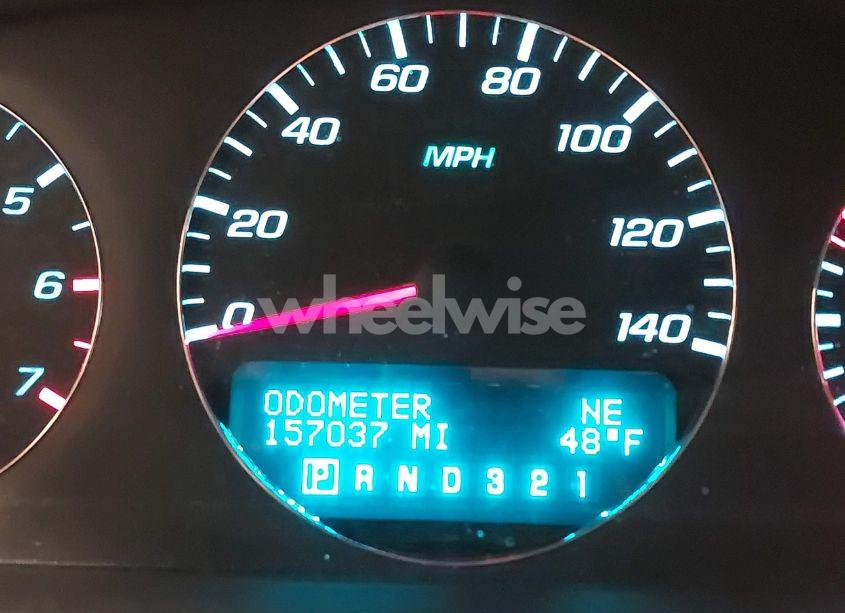 60 80
40 100
MPH
5
20 120
6
0 140
wheelwise
7
ODOMETER NE
157037 MI 48°F
P R N D 3 2 1